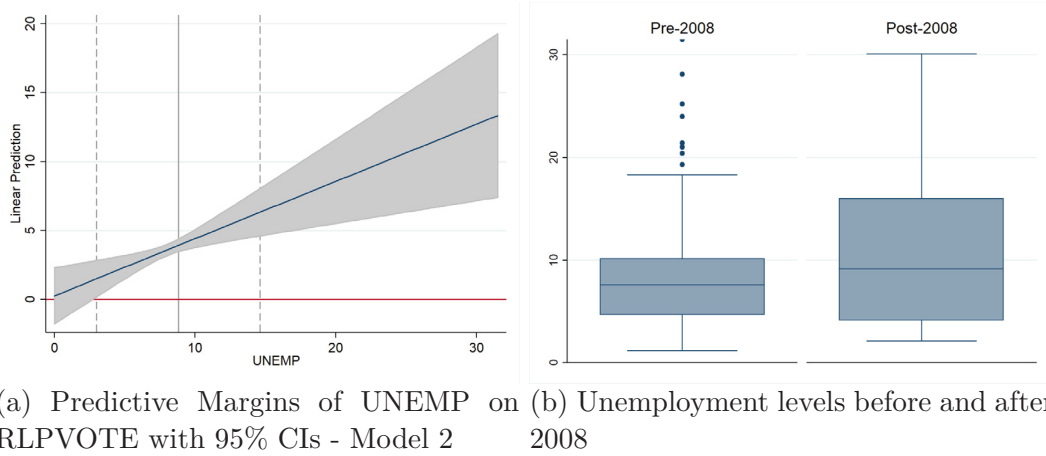 20
15
10
5
0
Linear Prediction
0
10
20
30
UNEMP
Pre-2008
Post-2008
30
20
10
0
(a) Predictive Margins of UNEMP on
RLPVOTE with 95% CIs - Model 2
(b) Unemployment levels before and after
2008